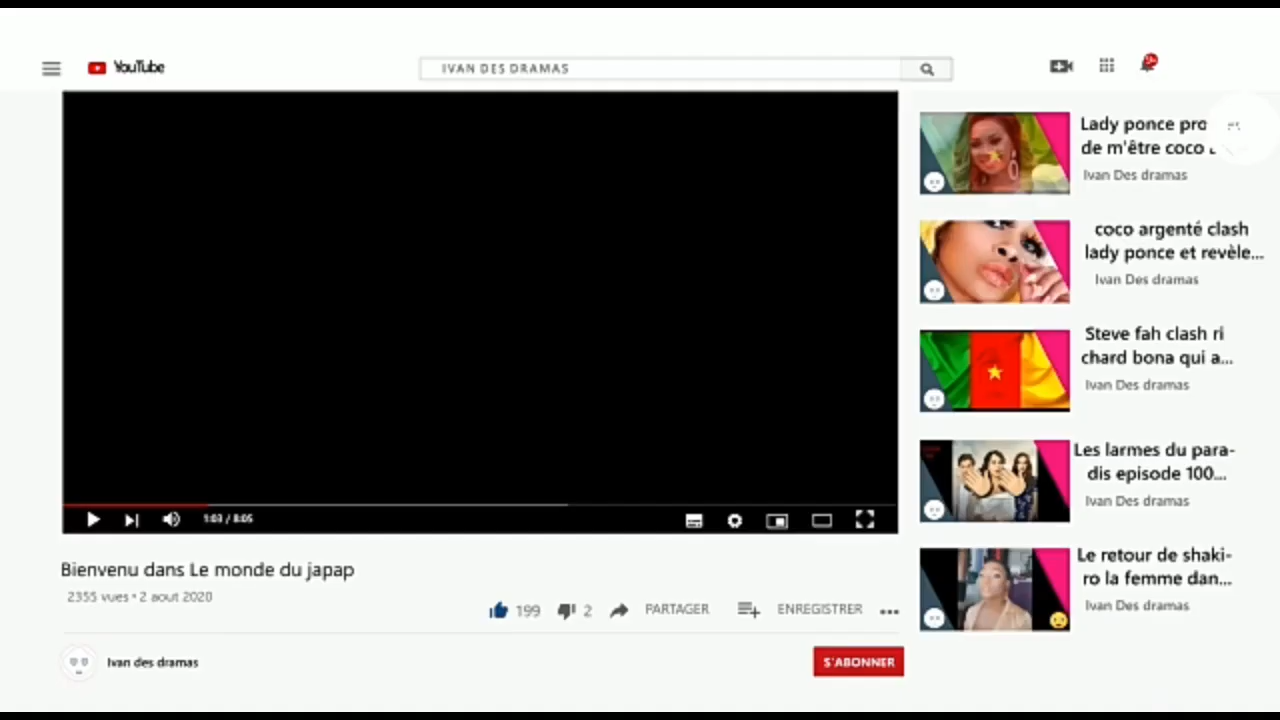 YouTube
IVAN DES DRAMAS
Lady ponce pro
de m'être coco
Ivan Des dramas
coco argenté clash
lady ponce et revèle...
Ivan Des dramas
Steve fah clash ri
chard bona qui a...
Ivan Des dramas
Les larmes du para-
dis episode 100...
Ivan Des dramas
Le retour de shaki-
ro la femme dan...
Ivan Des dramas
1:03 / 8:05
Bienvenu dans Le monde du japap
2355 vues • 2 aout 2020
199 2 PARTAGER ENREGISTRER
Ivan des dramas
S'ABONNER